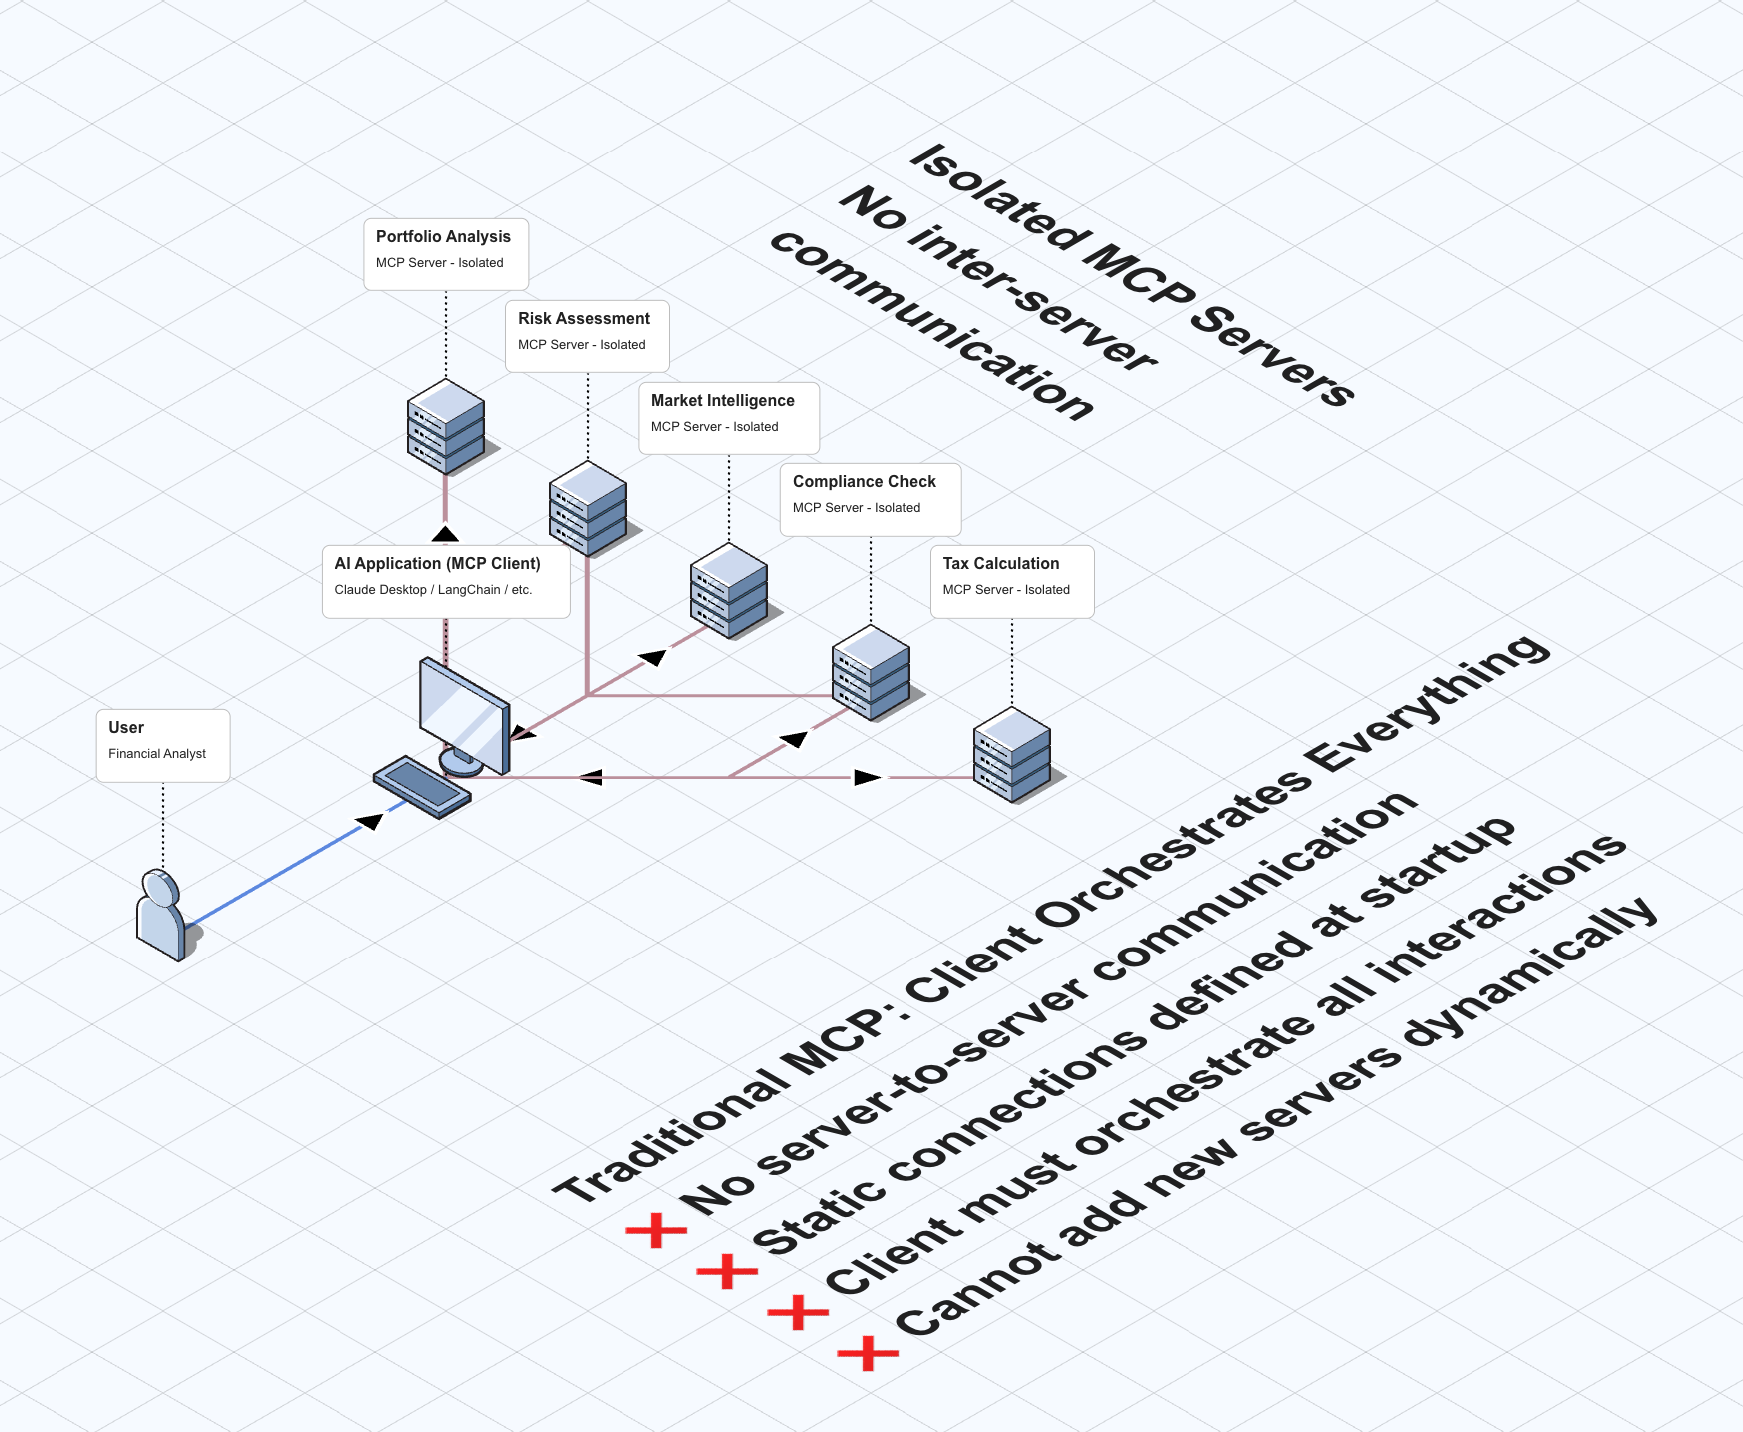 Isolated MCP Servers
No inter-server
communication
Portfolio Analysis
MCP Server - Isolated
Risk Assessment
MCP Server - Isolated
Market Intelligence
MCP Server - Isolated
Compliance Check
MCP Server - Isolated
Tax Calculation
MCP Server - Isolated
AI Application (MCP Client)
Claude Desktop / LangChain / etc.
User
Financial Analyst
Traditional MCP: Client Orchestrates Everything
❌ No server-to-server communication
❌ Static connections defined at startup
❌ Client must orchestrate all interactions
❌ Cannot add new servers dynamically